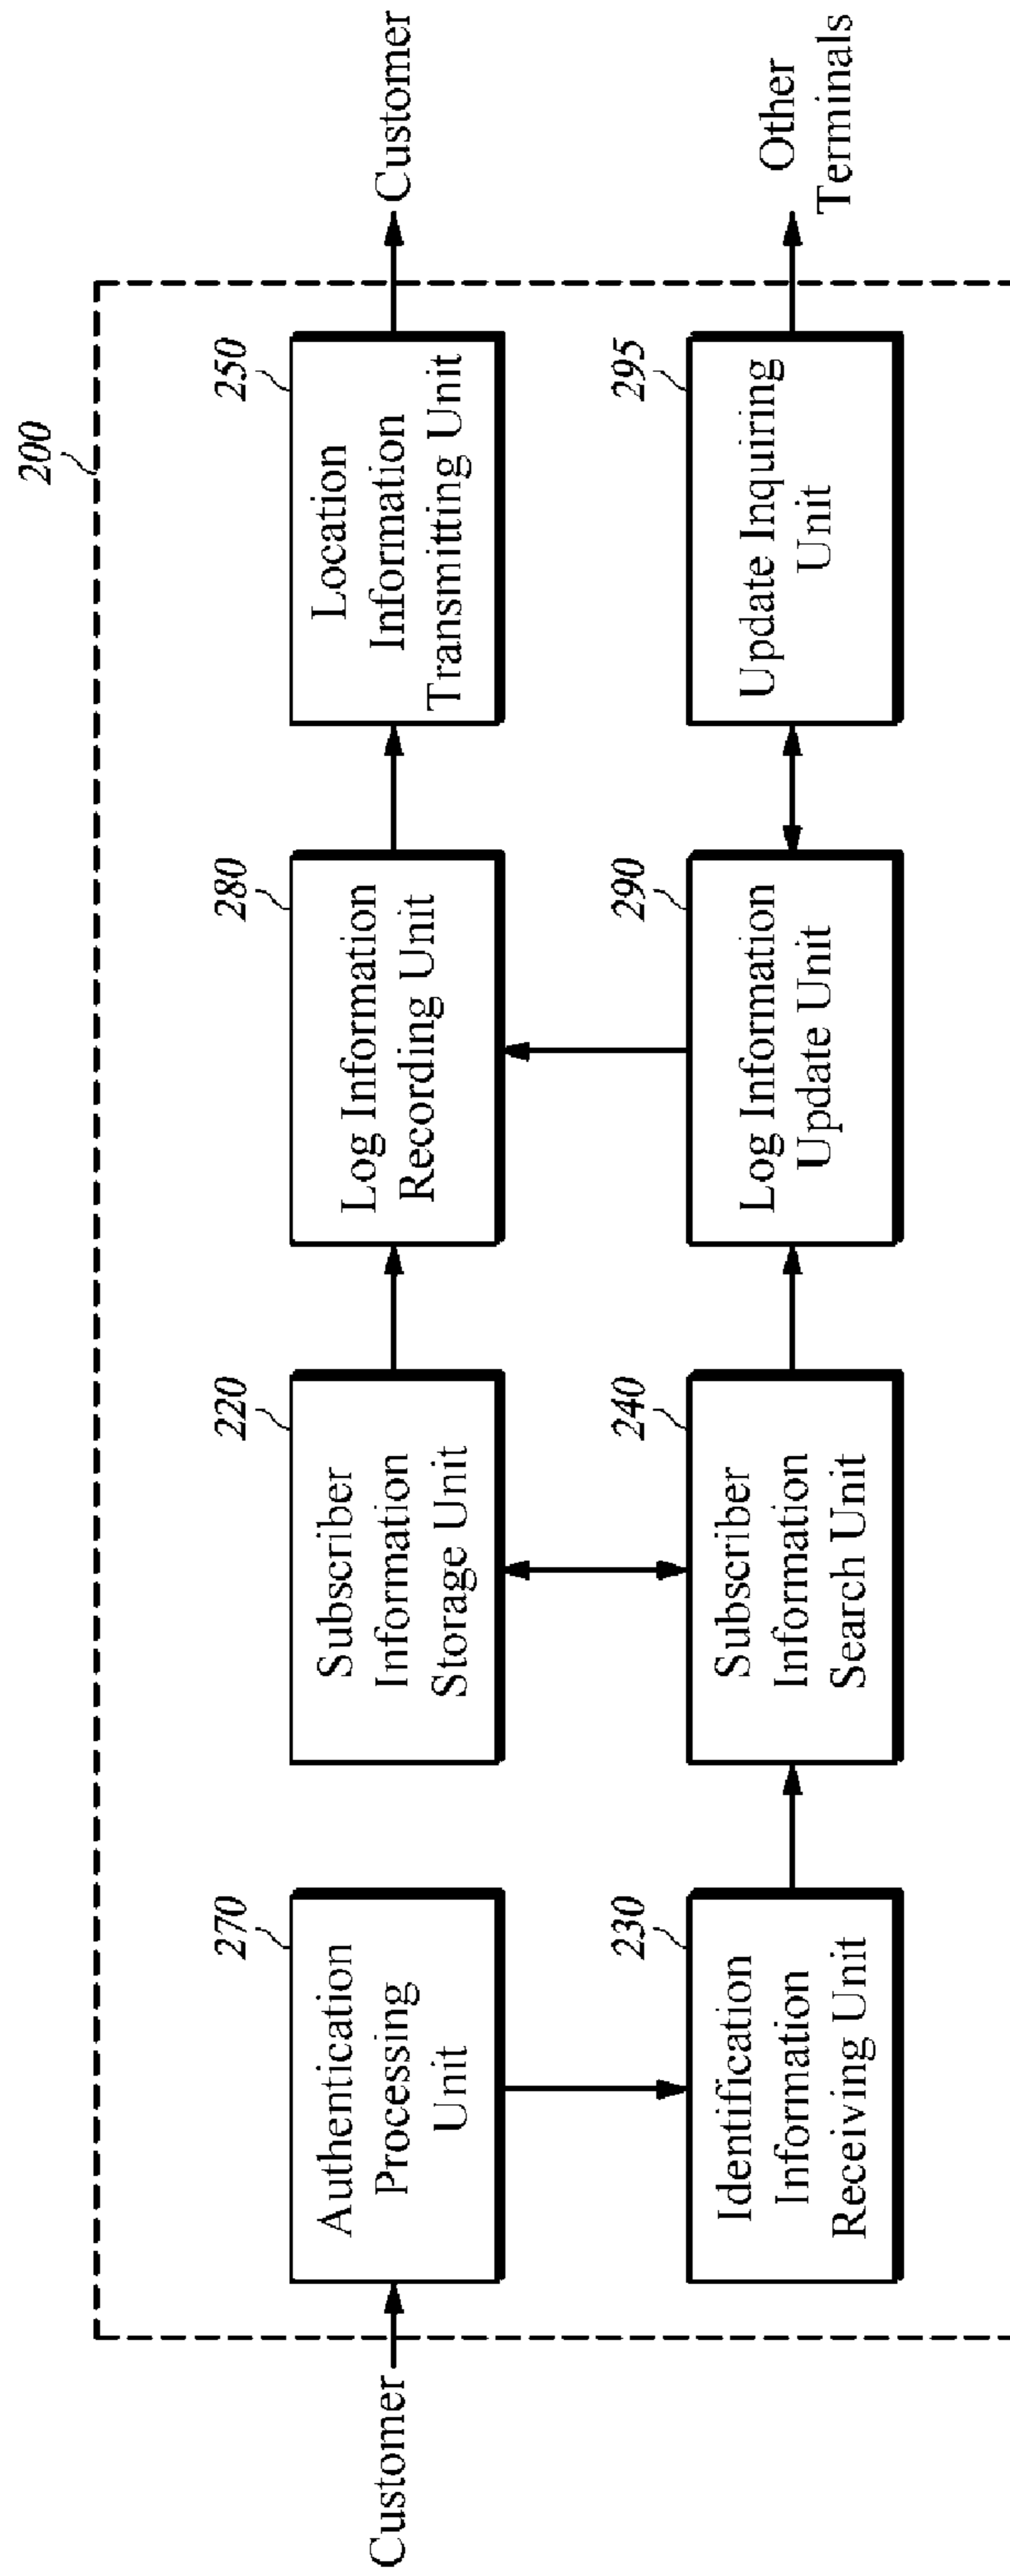 200
Customer
270
Authentication
Processing
Unit
220
Subscriber
Information
Storage Unit
280
Log Information
Recording Unit
250
Location
Information
Transmitting Unit
Customer
230
Identification
Information
Receiving Unit
240
Subscriber
Information
Search Unit
290
Log Information
Update Unit
295
Update Inquiring
Unit
Other
Terminals